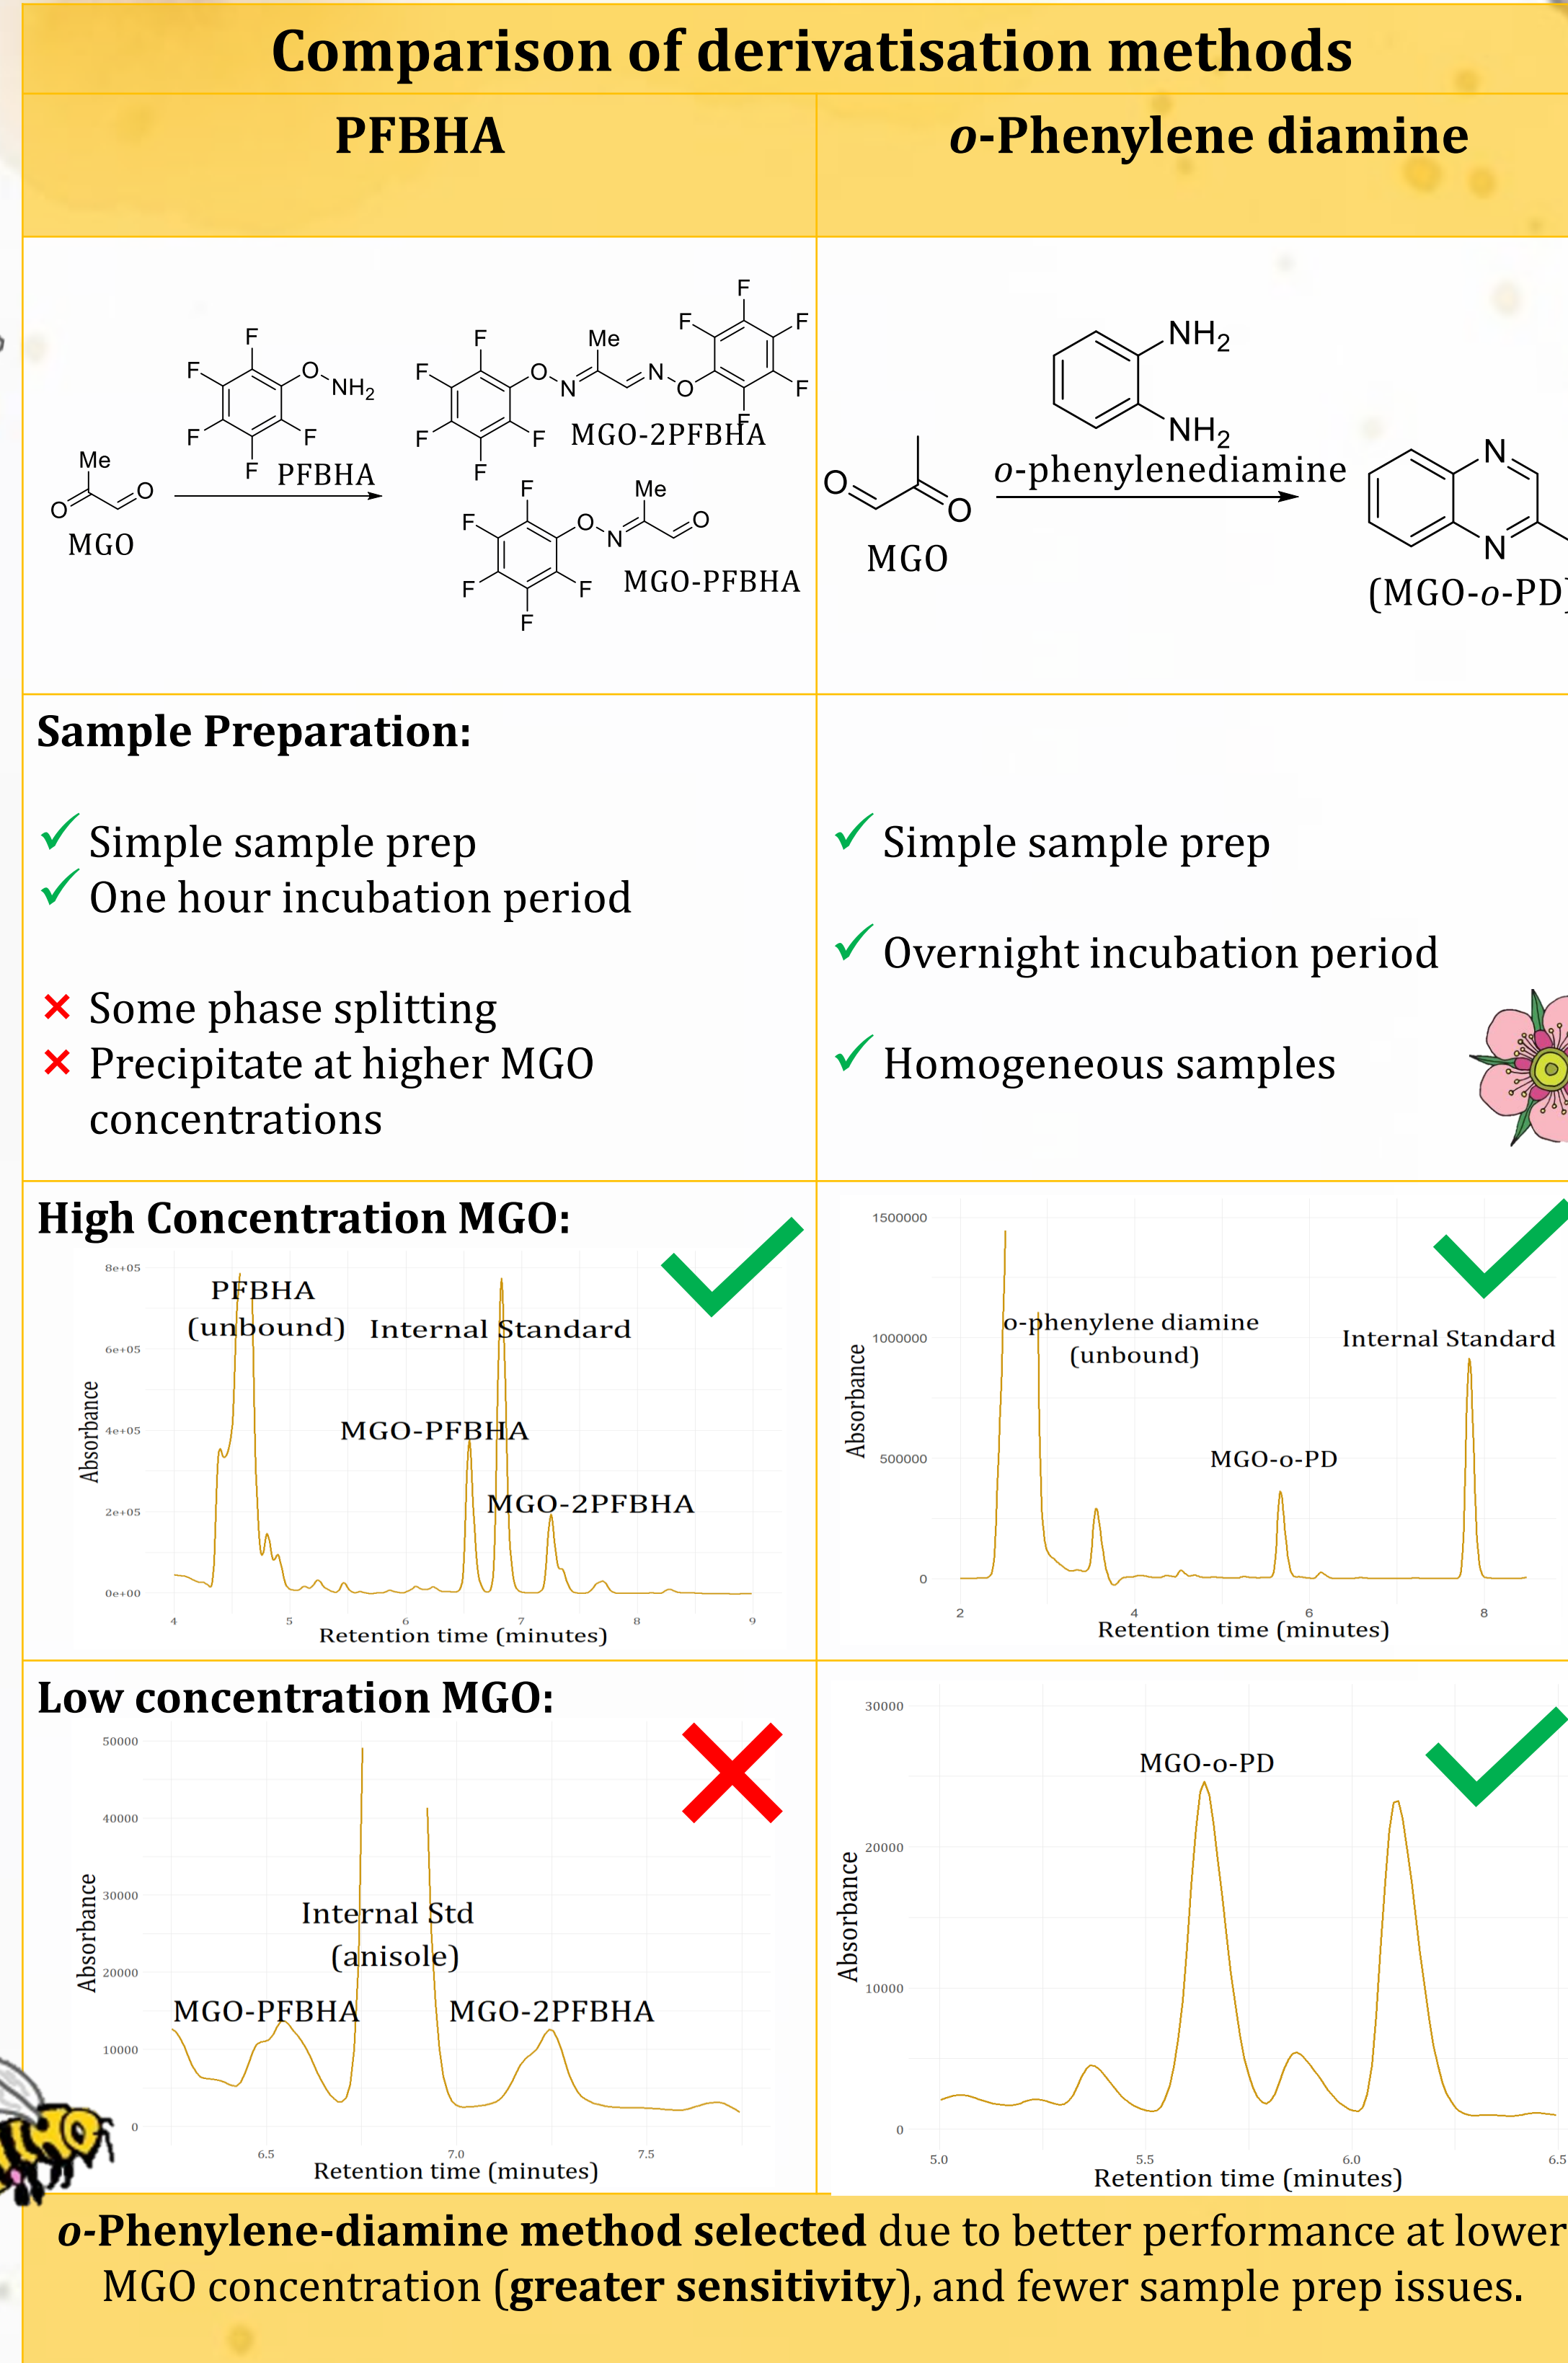 Comparison of derivatisation methods
PFBHA
o-Phenylene diamine
F
F
F
F
F
O
NH2
PFBHA
Me
O
O
MGO
F
F
F
F
F
O
N
Me
N
O
F
F
F
F
F
MGO-2PFBHA
F
F
F
F
F
O
N
Me
O
MGO-PFBHA
NH2
NH2
o-phenylenediamine
O
O
MGO
N
N
(MGO-o-PD)
Sample Preparation:
Simple sample prep
One hour incubation period
Some phase splitting
Precipitate at higher MGO
concentrations
Simple sample prep
Overnight incubation period
Homogeneous samples
High Concentration MGO:
8e+05
6e+05
4e+05
2e+05
0e+00
Absorbance
PFBHA
(unbound)
Internal Standard
MGO-PFBHA
MGO-2PFBHA
4 5 6 7 8 9
Retention time (minutes)
1500000
1000000
500000
0
Absorbance
o-phenylene diamine
(unbound)
Internal Standard
MGO-o-PD
2 4 6 8
Retention time (minutes)
Low concentration MGO:
50000
40000
30000
20000
10000
0
Absorbance
Internal Std
(anisole)
MGO-PFBHA
MGO-2PFBHA
6.5 7.0 7.5
Retention time (minutes)
30000
20000
10000
0
Absorbance
MGO-o-PD
5.0 5.5 6.0 6.5
Retention time (minutes)
o-Phenylene-diamine method selected due to better performance at lower
MGO concentration (greater sensitivity), and fewer sample prep issues.